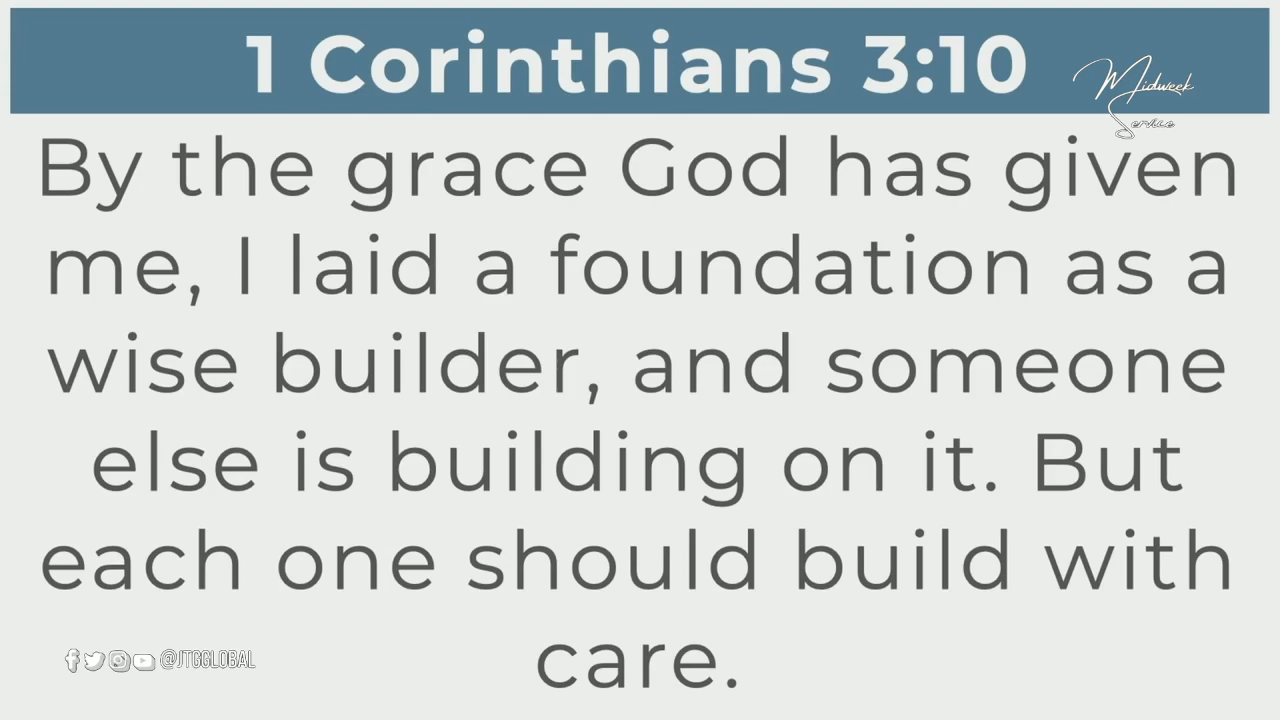 1 Corinthians 3:10
Midweek
Service
By the grace God has given
me, I laid a foundation as a
wise builder, and someone
else is building on it. But
each one should build with
care.
@JTGGLOBAL